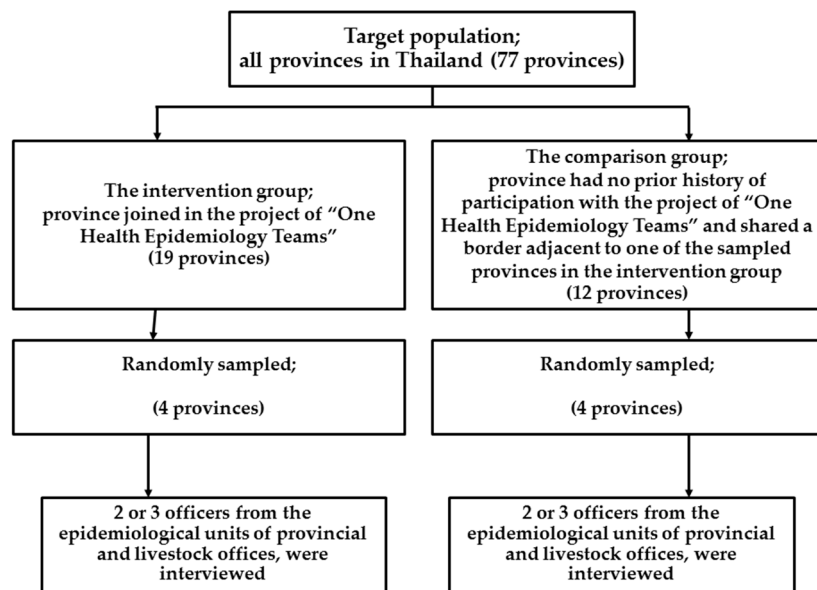 Target population;
all provinces in Thailand (77 provinces)
The intervention group;
province joined in the project of “One
Health Epidemiology Teams”
(19 provinces)
The comparison group;
province had no prior history of
participation with the project of “One
Health Epidemiology Teams” and shared a
border adjacent to one of the sampled
provinces in the intervention group
(12 provinces)
Randomly sampled;
(4 provinces)
Randomly sampled;
(4 provinces)
2 or 3 officers from the
epidemiological units of provincial
and livestock offices, were
interviewed
2 or 3 officers from the
epidemiological units of provincial
and livestock offices, were
interviewed